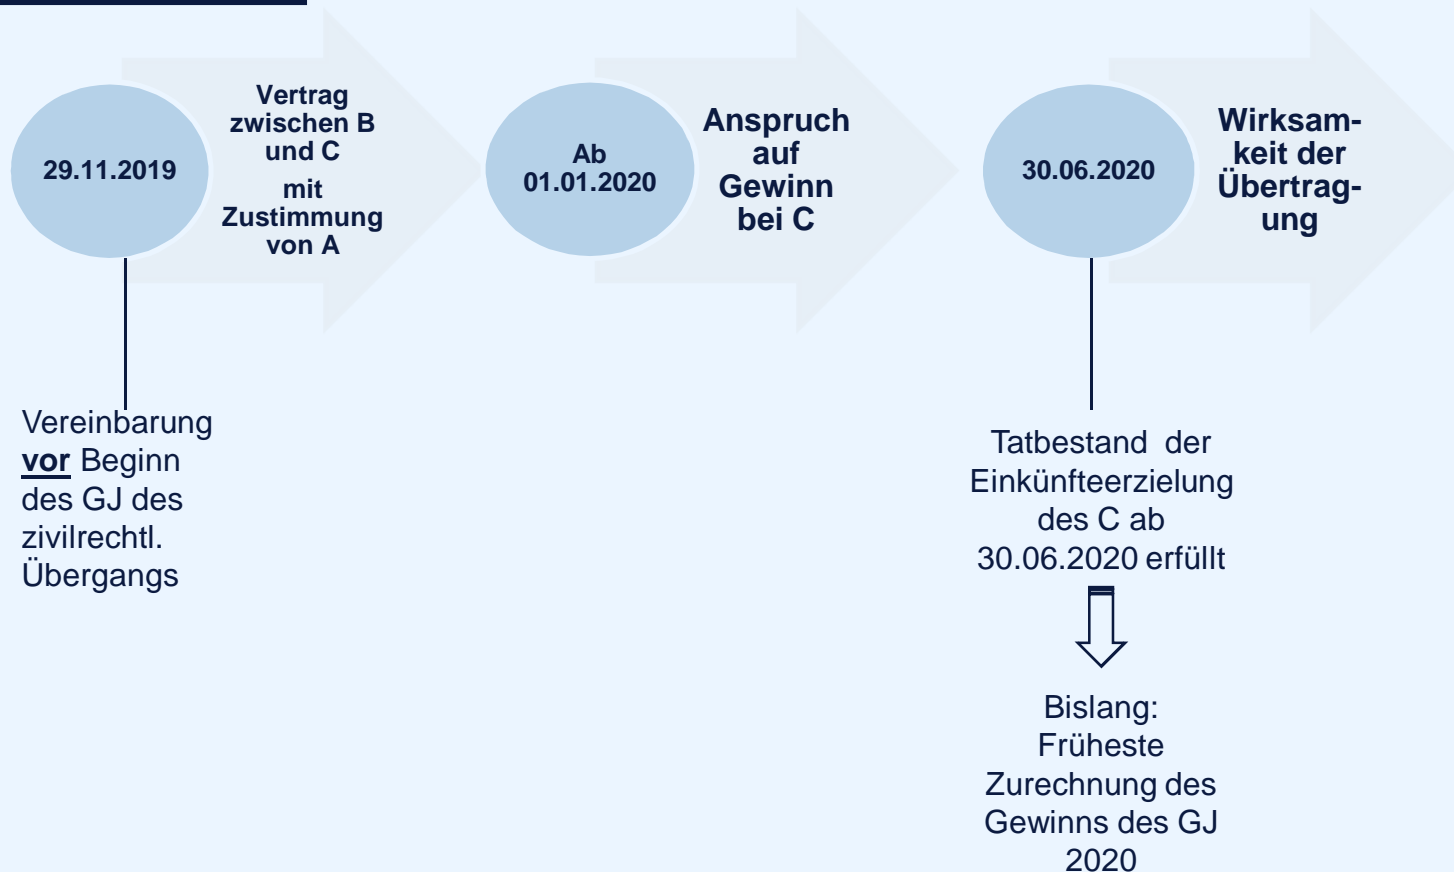 29.11.2019
Vertrag
zwischen B
und C
mit
Zustimmung
von A
Ab
01.01.2020
Anspruch
auf
Gewinn
bei C
30.06.2020
Wirksam-
keit der
Übertrag-
ung
Vereinbarung
vor Beginn
des GJ des
zivilrechtl.
Übergangs
Tatbestand der
Einkünfteerzielung
des C ab
30.06.2020 erfüllt
Bislang:
Früheste
Zurechnung des
Gewinns des GJ
2020